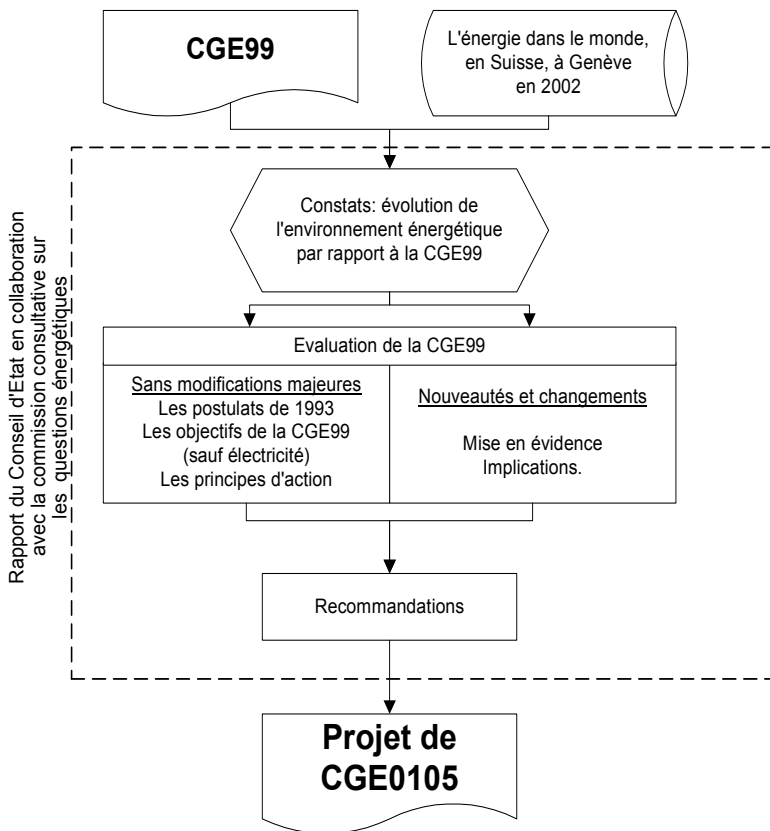 CGE99
L'énergie dans le monde,
en Suisse, à Genève
en 2002
Rapport du Conseil d'Etat en collaboration
avec la commission consultative sur
les questions énergétiques
Constats: évolution de
l'environnement énergétique
par rapport à la CGE99
Evaluation de la CGE99
Sans modifications majeures
Les postulats de 1993
Les objectifs de la CGE99
(sauf électricité)
Les principes d'action
Nouveautés et changements
Mise en évidence
Implications.
Recommandations
Projet de
CGE0105